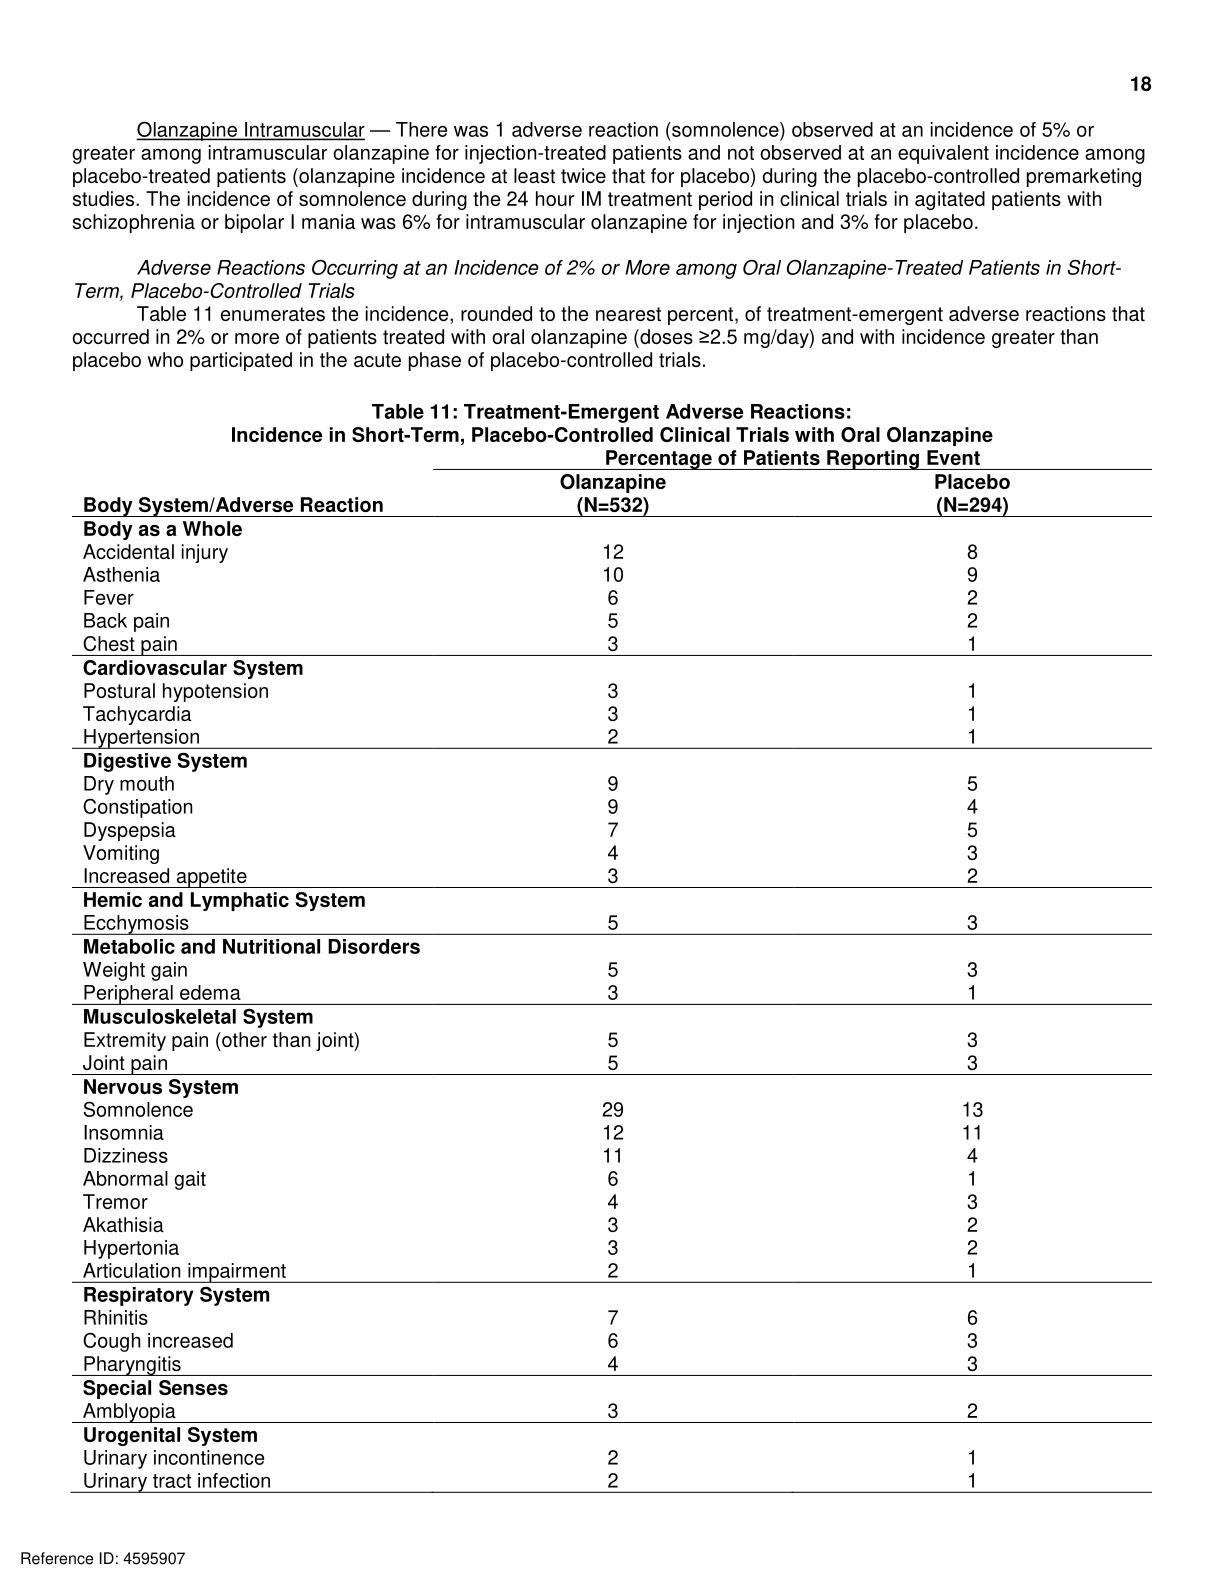 18
Olanzapine Intramuscular — There was 1 adverse reaction (somnolence) observed at an incidence of 5% or
greater among intramuscular olanzapine for injection-treated patients and not observed at an equivalent incidence among
placebo-treated patients (olanzapine incidence at least twice that for placebo) during the placebo-controlled premarketing
studies. The incidence of somnolence during the 24 hour IM treatment period in clinical trials in agitated patients with
schizophrenia or bipolar I mania was 6% for intramuscular olanzapine for injection and 3% for placebo.
Adverse Reactions Occurring at an Incidence of 2% or More among Oral Olanzapine-Treated Patients in Short-
Term, Placebo-Controlled Trials
Table 11 enumerates the incidence, rounded to the nearest percent, of treatment-emergent adverse reactions that
occurred in 2% or more of patients treated with oral olanzapine (doses ≥2.5 mg/day) and with incidence greater than
placebo who participated in the acute phase of placebo-controlled trials.
Table 11: Treatment-Emergent Adverse Reactions:
Incidence in Short-Term, Placebo-Controlled Clinical Trials with Oral Olanzapine
Percentage of Patients Reporting Event
Olanzapine Placebo
Body System/Adverse Reaction (N=532) (N=294)
Body as a Whole
Accidental injury 12 8
Asthenia 10 9
Fever 6 2
Back pain 5 2
Chest pain 3 1
Cardiovascular System
Postural hypotension 3 1
Tachycardia 3 1
Hypertension 2 1
Digestive System
Dry mouth 9 5
Constipation 9 4
Dyspepsia 7 5
Vomiting 4 3
Increased appetite 3 2
Hemic and Lymphatic System
Ecchymosis 5 3
Metabolic and Nutritional Disorders
Weight gain 5 3
Peripheral edema 3 1
Musculoskeletal System
Extremity pain (other than joint) 5 3
Joint pain 5 3
Nervous System
Somnolence 29 13
Insomnia 12 11
Dizziness 11 4
Abnormal gait 6 1
Tremor 4 3
Akathisia 3 2
Hypertonia 3 2
Articulation impairment 2 1
Respiratory System
Rhinitis 7 6
Cough increased 6 3
Pharyngitis 4 3
Special Senses
Amblyopia 3 2
Urogenital System
Urinary incontinence 2 1
Urinary tract infection 2 1
Reference ID: 4595907